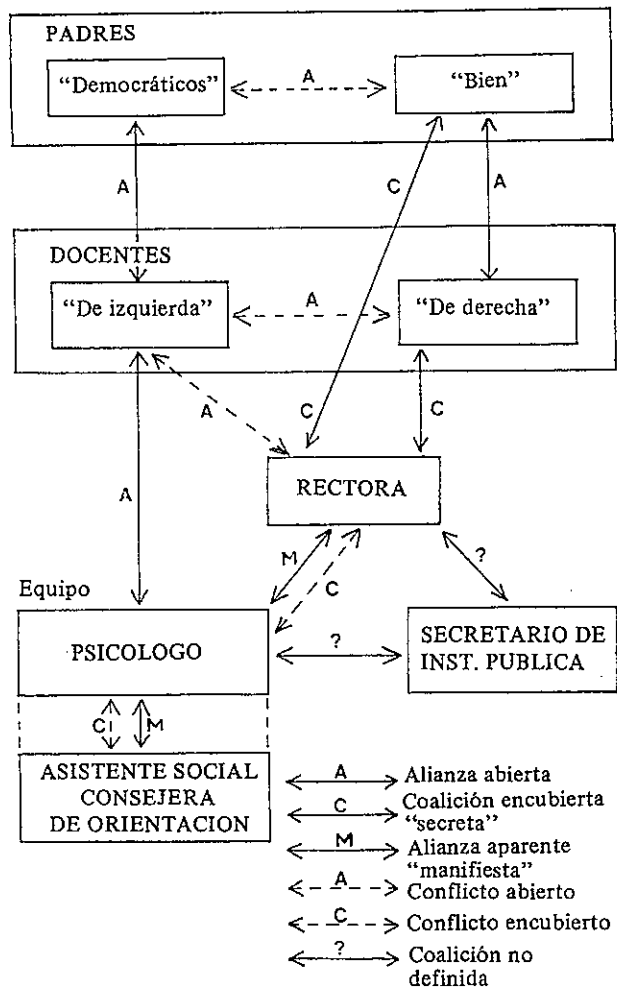 PADRES
“Democráticos”
A
“Bien”
A
C
A
DOCENTES
“De izquierda”
A
“De derecha”
A
C
C
A
RECTORA
M
C
?
Equipo
PSICOLOGO
?
SECRETARIO DE
INST. PUBLICA
C
M
ASISTENTE SOCIAL
CONSEJERA
DE ORIENTACION
A
Alianza abierta
C
Coalición encubierta
“secreta”
M
Alianza aparente
“manifiesta”
A
Conflicto abierto
C
Conflicto encubierto
?
Coalición no
definida